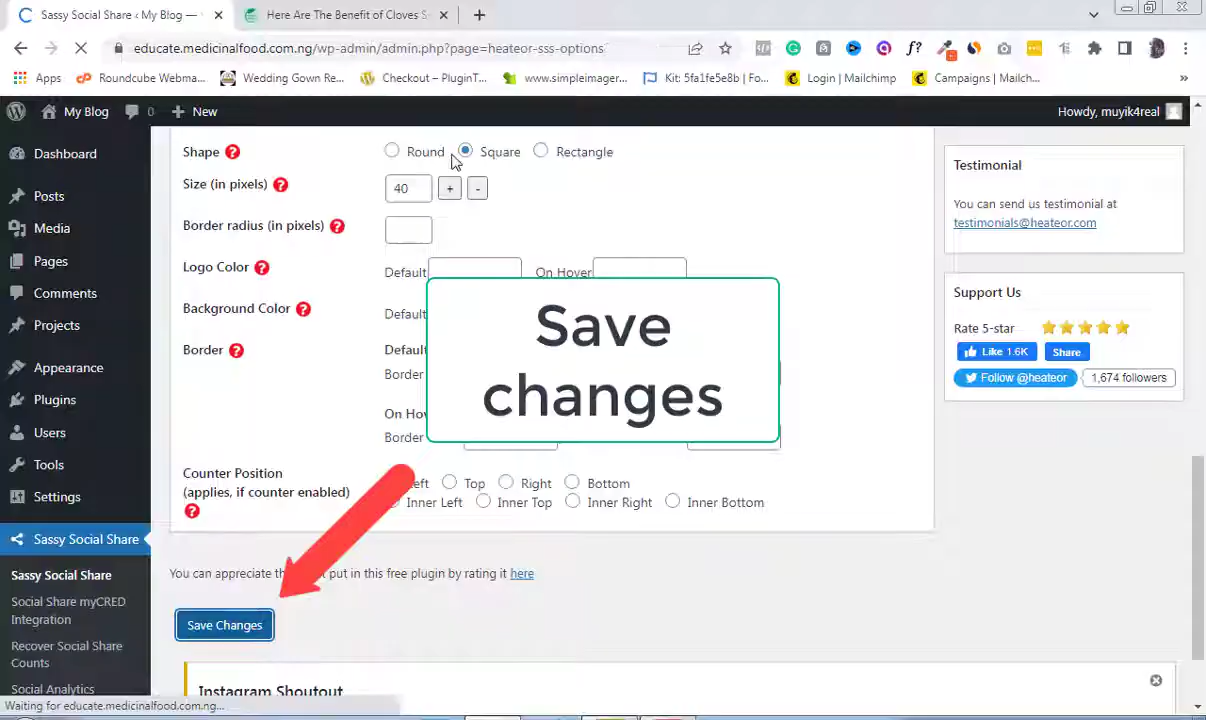 Sassy Social Share ‹ My Blog —
Here Are The Benefit of Cloves S
educate.medicinalfood.com.ng/wp-admin/admin.php?page=heateor-sss-options
Apps
Roundcube Webma...
Wedding Gown Re...
Checkout – PluginT...
www.simpleimager...
Kit: 5fa1fe5e8b | Fo...
Login | Mailchimp
Campaigns | Mailch...
»
My Blog
0
New
Howdy, muyik4real
Dashboard
Posts
Media
Pages
Comments
Projects
Appearance
Plugins
Users
Tools
Settings
Sassy Social Share
Sassy Social Share
Social Share myCRED
Integration
Recover Social Share
Counts
Social Analytics
Shape ?
Round Square Rectangle
Size (in pixels) ?
40 + -
Border radius (in pixels) ?
Logo Color ?
Default On Hover
Background Color ?
Default
Border ?
Default
Border
On Hov
Border
Save
changes
Counter Position
(applies, if counter enabled)
?
Left Top Right Bottom
Inner Left Inner Top Inner Right Inner Bottom
You can appreciate th t put in this free plugin by rating it here
Save Changes
Instagram Shoutout
Waiting for educate.medicinalfood.com.ng...
Testimonial
You can send us testimonial at
testimonials@heateor.com
Support Us
Rate 5-star
Like 1.6K Share
Follow @heateor 1,674 followers